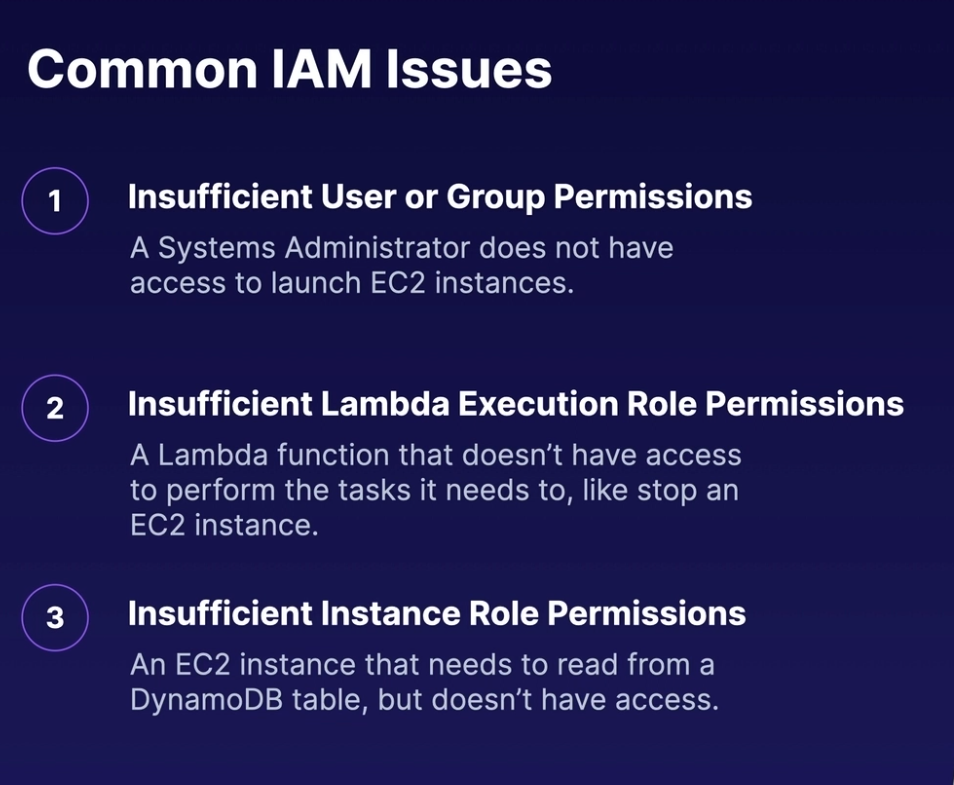 Common IAM Issues
1
Insufficient User or Group Permissions
A Systems Administrator does not have
access to launch EC2 instances.
2
Insufficient Lambda Execution Role Permissions
A Lambda function that doesn’t have access
to perform the tasks it needs to, like stop an
EC2 instance.
3
Insufficient Instance Role Permissions
An EC2 instance that needs to read from a
DynamoDB table, but doesn’t have access.